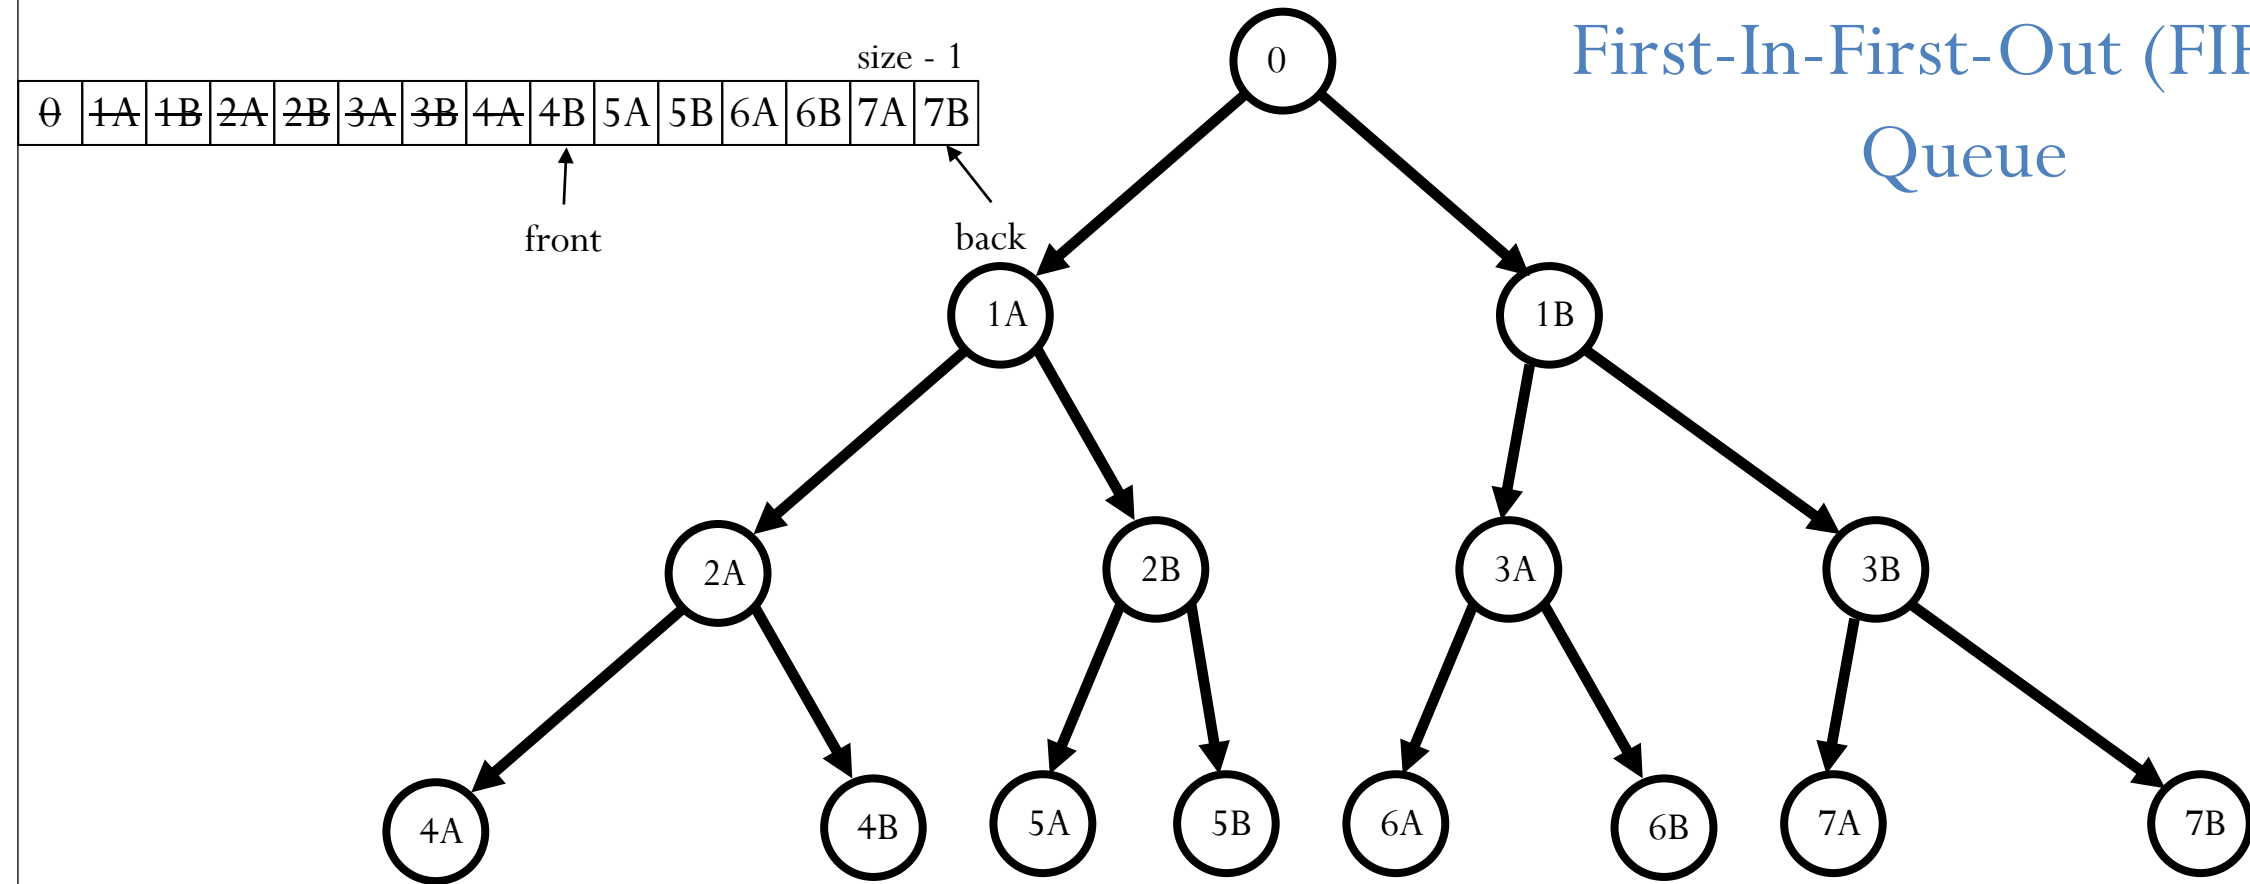 First-In-First-Out (FI
Queue
size - 1
0 1A 1B 2A 2B 3A 3B 4A 4B 5A 5B 6A 6B 7A 7B
front
back
0
1A 1B
2A 2B 3A 3B
4A 4B 5A 5B 6A 6B 7A 7B